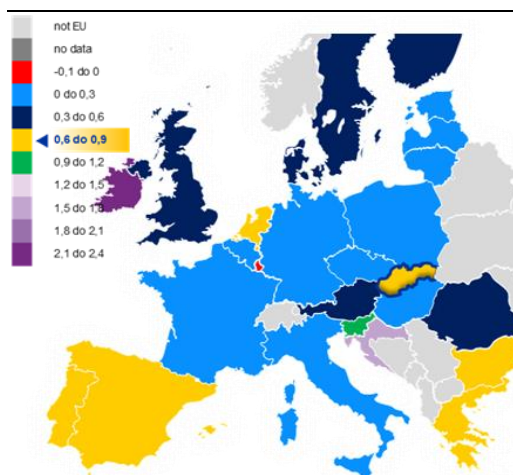 not EU
no data
-0,1 do 0
0 do 0,3
0,3 do 0,6
0,6 do 0,9
0,9 do 1,2
1,2 do 1,5
1,5 do 1,8
1,8 do 2,1
2,1 do 2,4